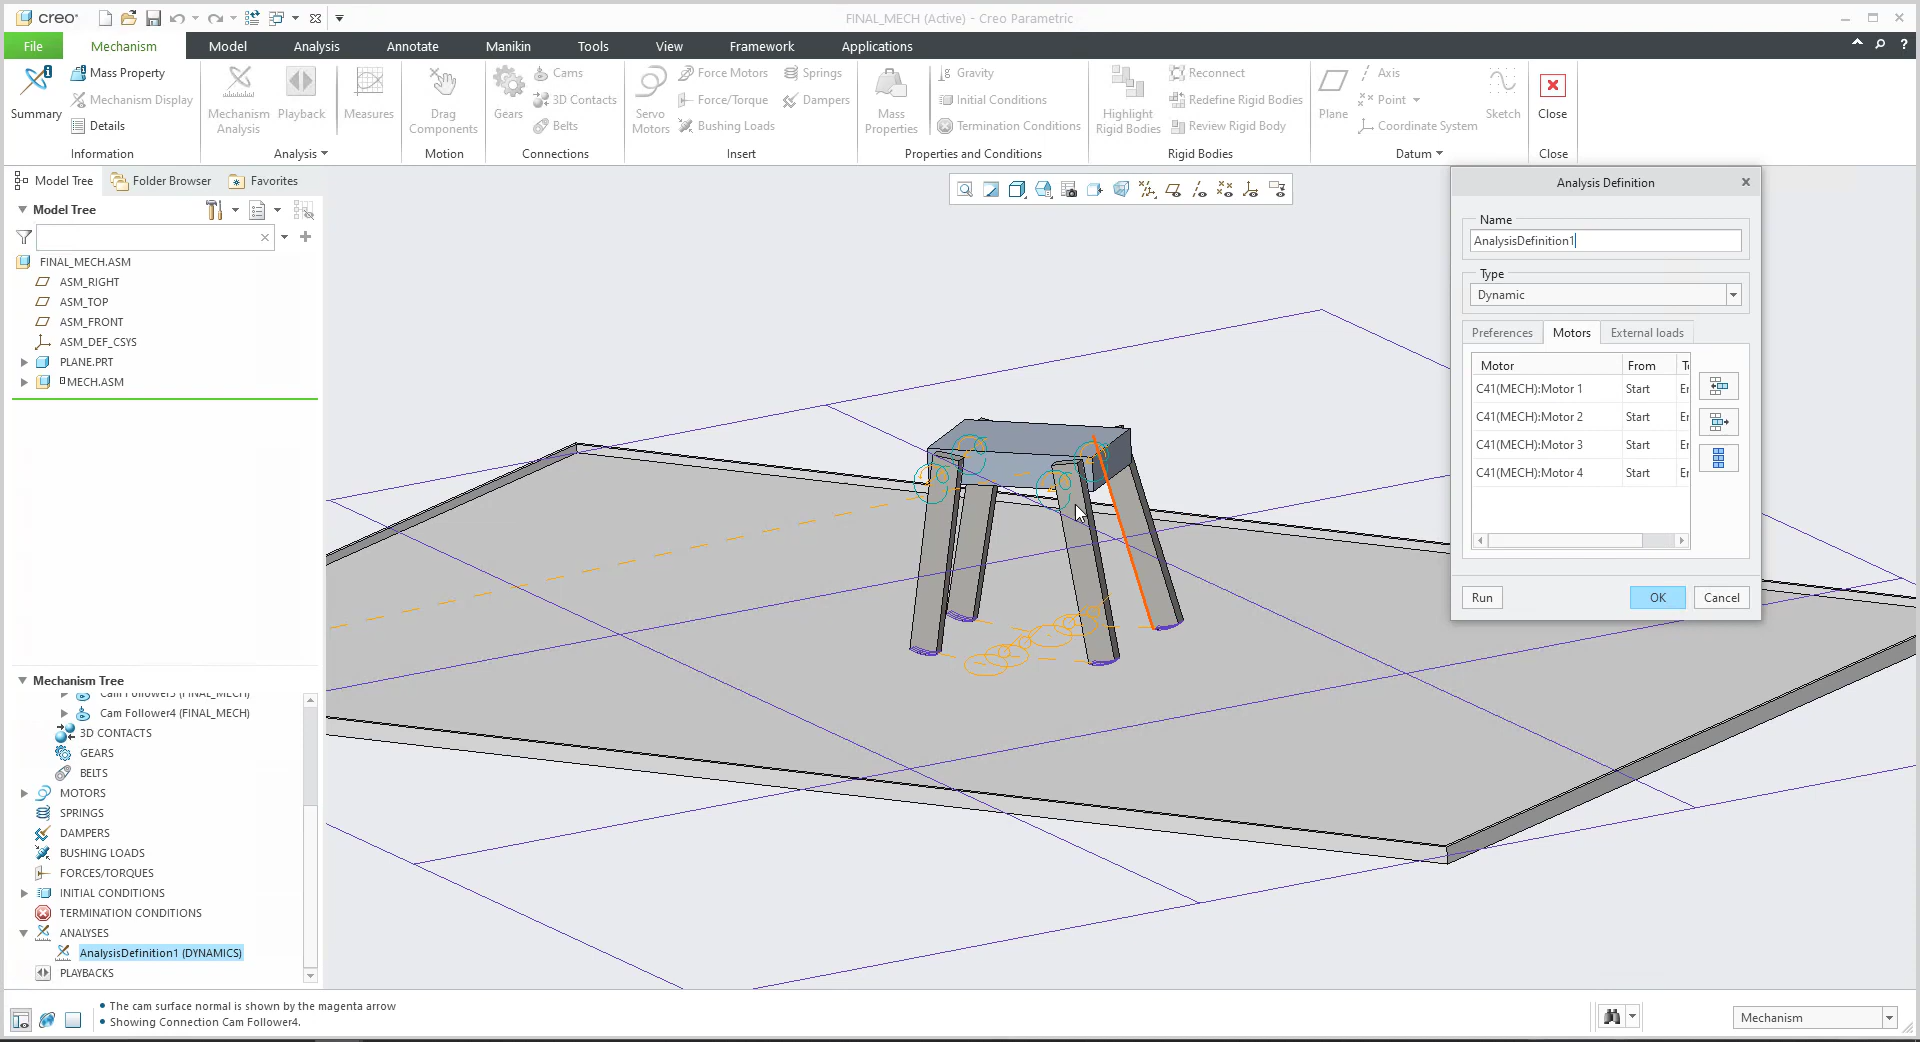 creo
FINAL_MECH (Active) - Creo Parametric
File Mechanism Model Analysis Annotate Manikin Tools View Framework Applications
Summary
Mass Property
Mechanism Display
Details
Information
Mechanism Analysis
Playback
Measures
Analysis
Drag Components
Motion
Gears
Cams
3D Contacts
Belts
Connections
Servo Motors
Force Motors
Force/Torque
Bushing Loads
Springs
Dampers
Insert
Mass Properties
Gravity
Initial Conditions
Termination Conditions
Properties and Conditions
Highlight Rigid Bodies
Reconnect
Redefine Rigid Bodies
Review Rigid Body
Rigid Bodies
Plane
Axis
Point
Coordinate System
Sketch
Datum
Close
Close
Model Tree Folder Browser Favorites
Model Tree
FINAL_MECH.ASM
ASM_RIGHT
ASM_TOP
ASM_FRONT
ASM_DEF_CSYS
PLANE.PRT
MECH.ASM
Mechanism Tree
Cam Follower3 (FINAL_MECH)
Cam Follower4 (FINAL_MECH)
3D CONTACTS
GEARS
BELTS
MOTORS
SPRINGS
DAMPERS
BUSHING LOADS
FORCES/TORQUES
INITIAL CONDITIONS
TERMINATION CONDITIONS
ANALYSES
AnalysisDefinition1 (DYNAMICS)
PLAYBACKS
Analysis Definition
Name
AnalysisDefinition1
Type
Dynamic
Preferences Motors External loads
Motor From
C41(MECH):Motor 1 Start
C41(MECH):Motor 2 Start
C41(MECH):Motor 3 Start
C41(MECH):Motor 4 Start
Run OK Cancel
• The cam surface normal is shown by the magenta arrow
• Showing Connection Cam Follower4.
Mechanism